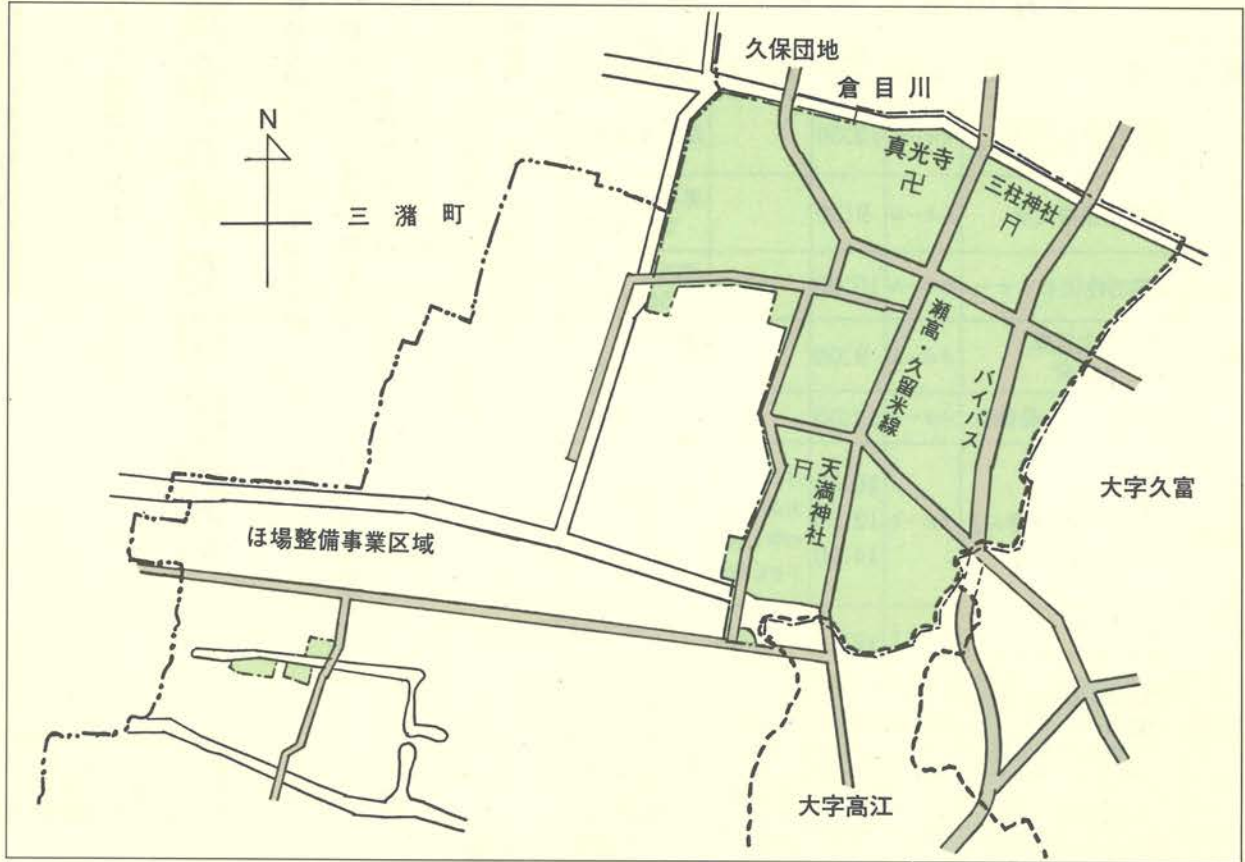 久保団地
倉目川
N
真光寺
三柱神社
三潴町
瀬高・久留米線
バイパス
天満神社
大字久富
ほ場整備事業区域
大字高江